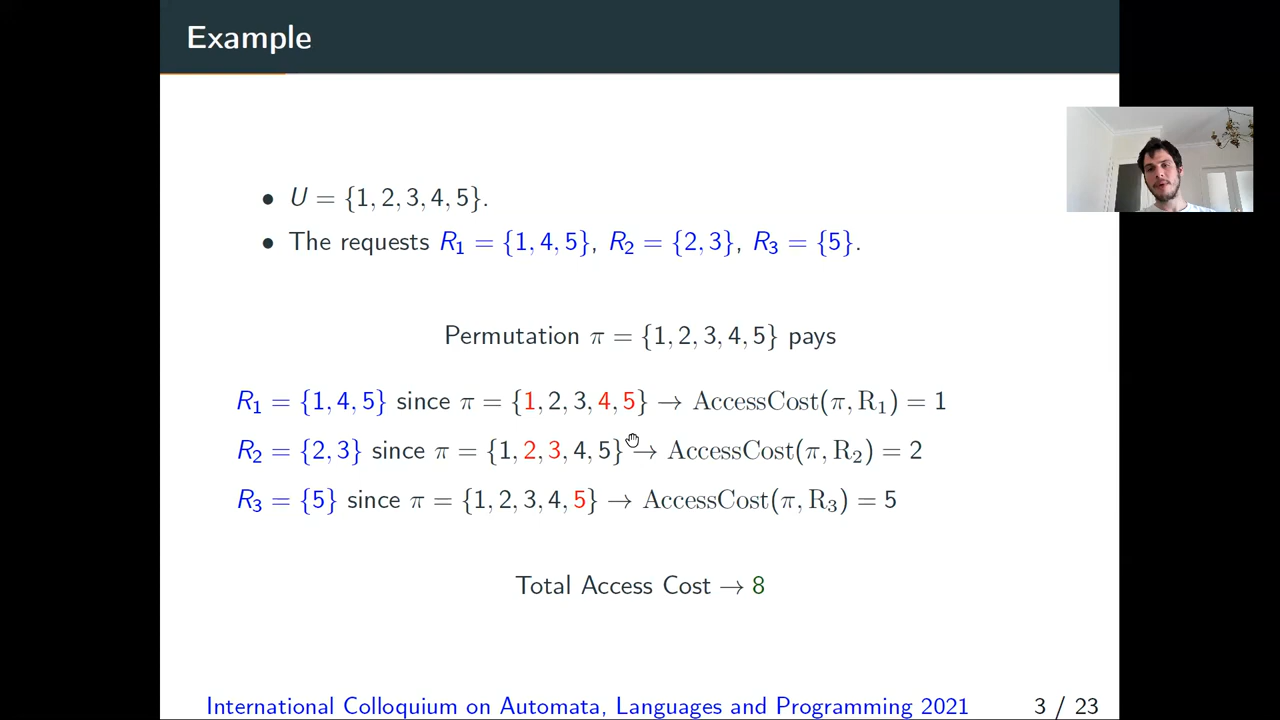 Example
• U = {1, 2, 3, 4, 5}.
• The requests R₁ = {1, 4, 5}, R₂ = {2, 3}, R₃ = {5}.
Permutation π = {1, 2, 3, 4, 5} pays
R₁ = {1, 4, 5} since π = {1, 2, 3, 4, 5} → AccessCost(π, R₁) = 1
R₂ = {2, 3} since π = {1, 2, 3, 4, 5} → AccessCost(π, R₂) = 2
R₃ = {5} since π = {1, 2, 3, 4, 5} → AccessCost(π, R₃) = 5
Total Access Cost → 8
International Colloquium on Automata, Languages and Programming 2021 3 / 23